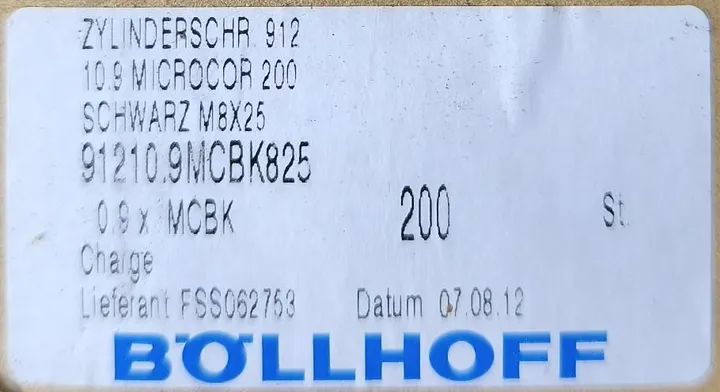 ZYLINDERSCHR. 912
10.9 MICROCOR 200
SCHWARZ M8X25
91210.9MCBK825
0.9 x MCBK 200 St.
Charge
Lieferant FSS062753 Datum 07.08.12
BÖLLHOFF